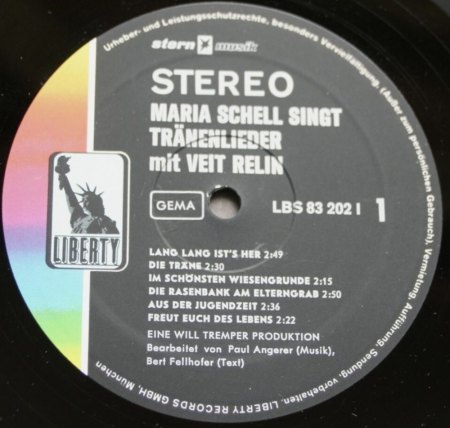 Urheber- und Leistungsschutzrechte, besonders Vervielfältigung, (Außer zum persönlichen Gebrauch), Vermietung, Aufführung, Sendung, vorbehalten. LIBERTY RECORDS GMBH, München
stern musik
STEREO
MARIA SCHELL SINGT
TRÄNENLIEDER
mit VEIT RELIN
GEMA LBS 83 202 I 1
LIBERTY
LANG LANG IST'S HER 2:49
DIE TRÄNE 2:30
IM SCHÖNSTEN WIESENGRUNDE 2:15
DIE RASENBANK AM ELTERNGRAB 2:50
AUS DER JUGENDZEIT 2:36
FREUT EUCH DES LEBENS 2:22
EINE WILL TREMPER PRODUKTION
Bearbeitet von Paul Angerer (Musik),
Bert Fellhofer (Text)